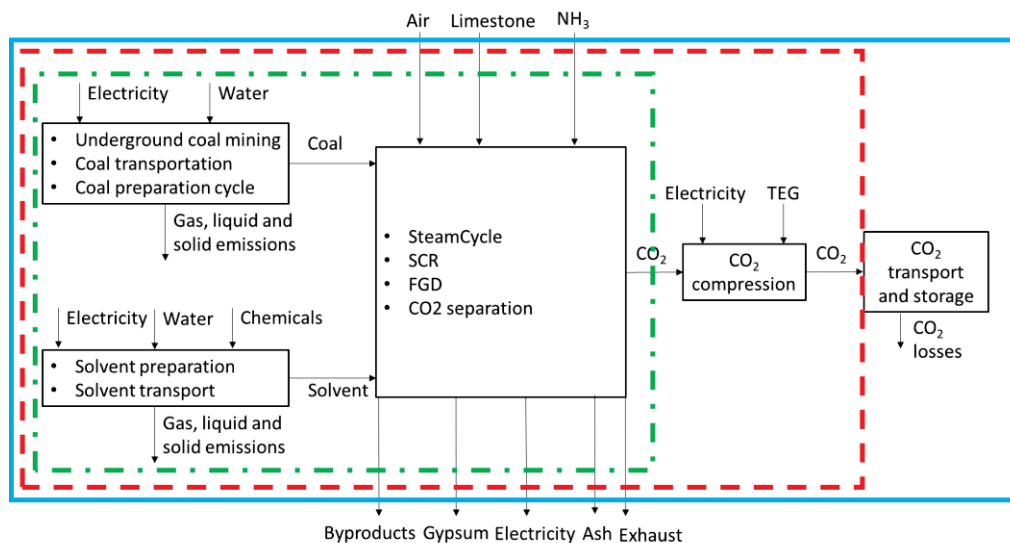 Air Limestone NH₃
Electricity Water
• Underground coal mining
• Coal transportation
• Coal preparation cycle
Coal
Gas, liquid and
solid emissions
Electricity Water Chemicals
• Solvent preparation
• Solvent transport
Solvent
Gas, liquid and
solid emissions
• SteamCycle
• SCR
• FGD
• CO2 separation
CO₂
Electricity TEG
CO₂
compression
CO₂
CO₂
transport
and storage
CO₂
losses
Byproducts Gypsum Electricity Ash Exhaust